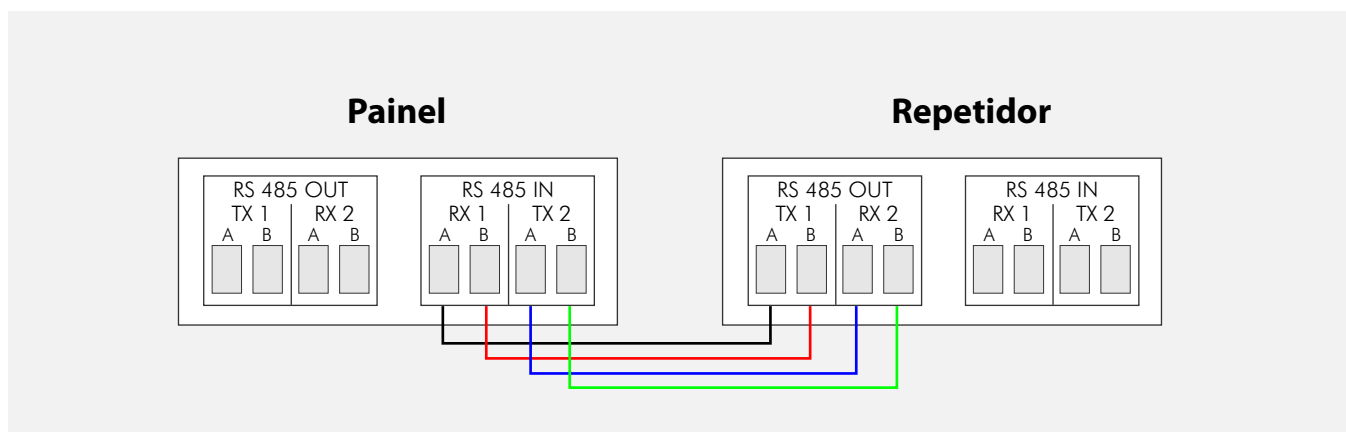 Painel
Repetidor
RS 485 OUT
TX 1 RX 2
A B A B
RS 485 IN
RX 1 TX 2
A B A B
RS 485 OUT
TX 1 RX 2
A B A B
RS 485 IN
RX 1 TX 2
A B A B